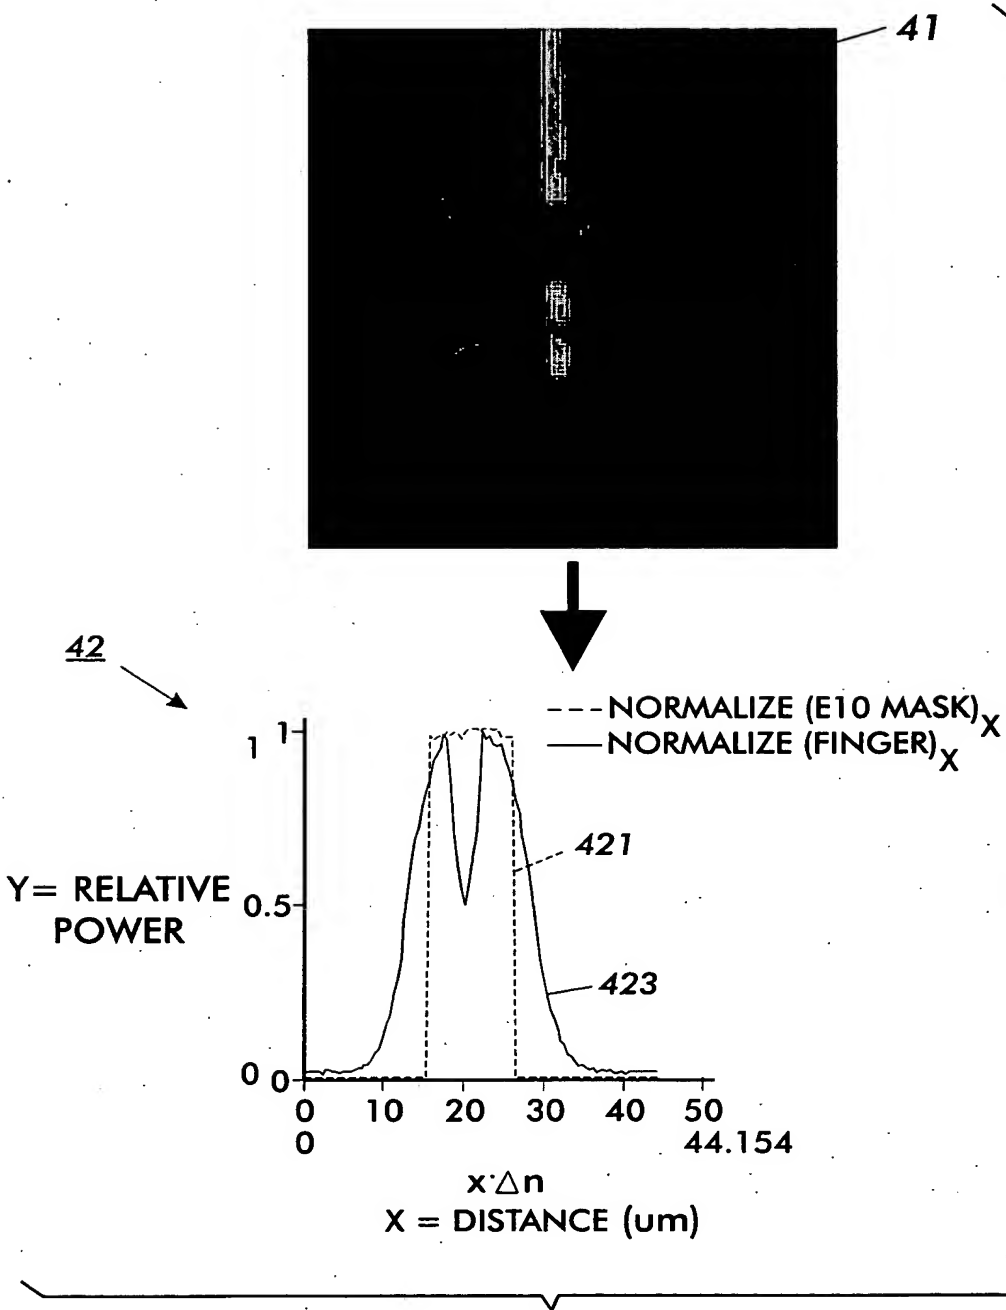 41
42
---NORMALIZE (E10 MASK)X
—NORMALIZE (FINGER)X
1 1
421
Y= RELATIVE
POWER
0.5
423
0 0
0 10 20 30 40 50
0 44.154
x·Δn
X = DISTANCE (um)